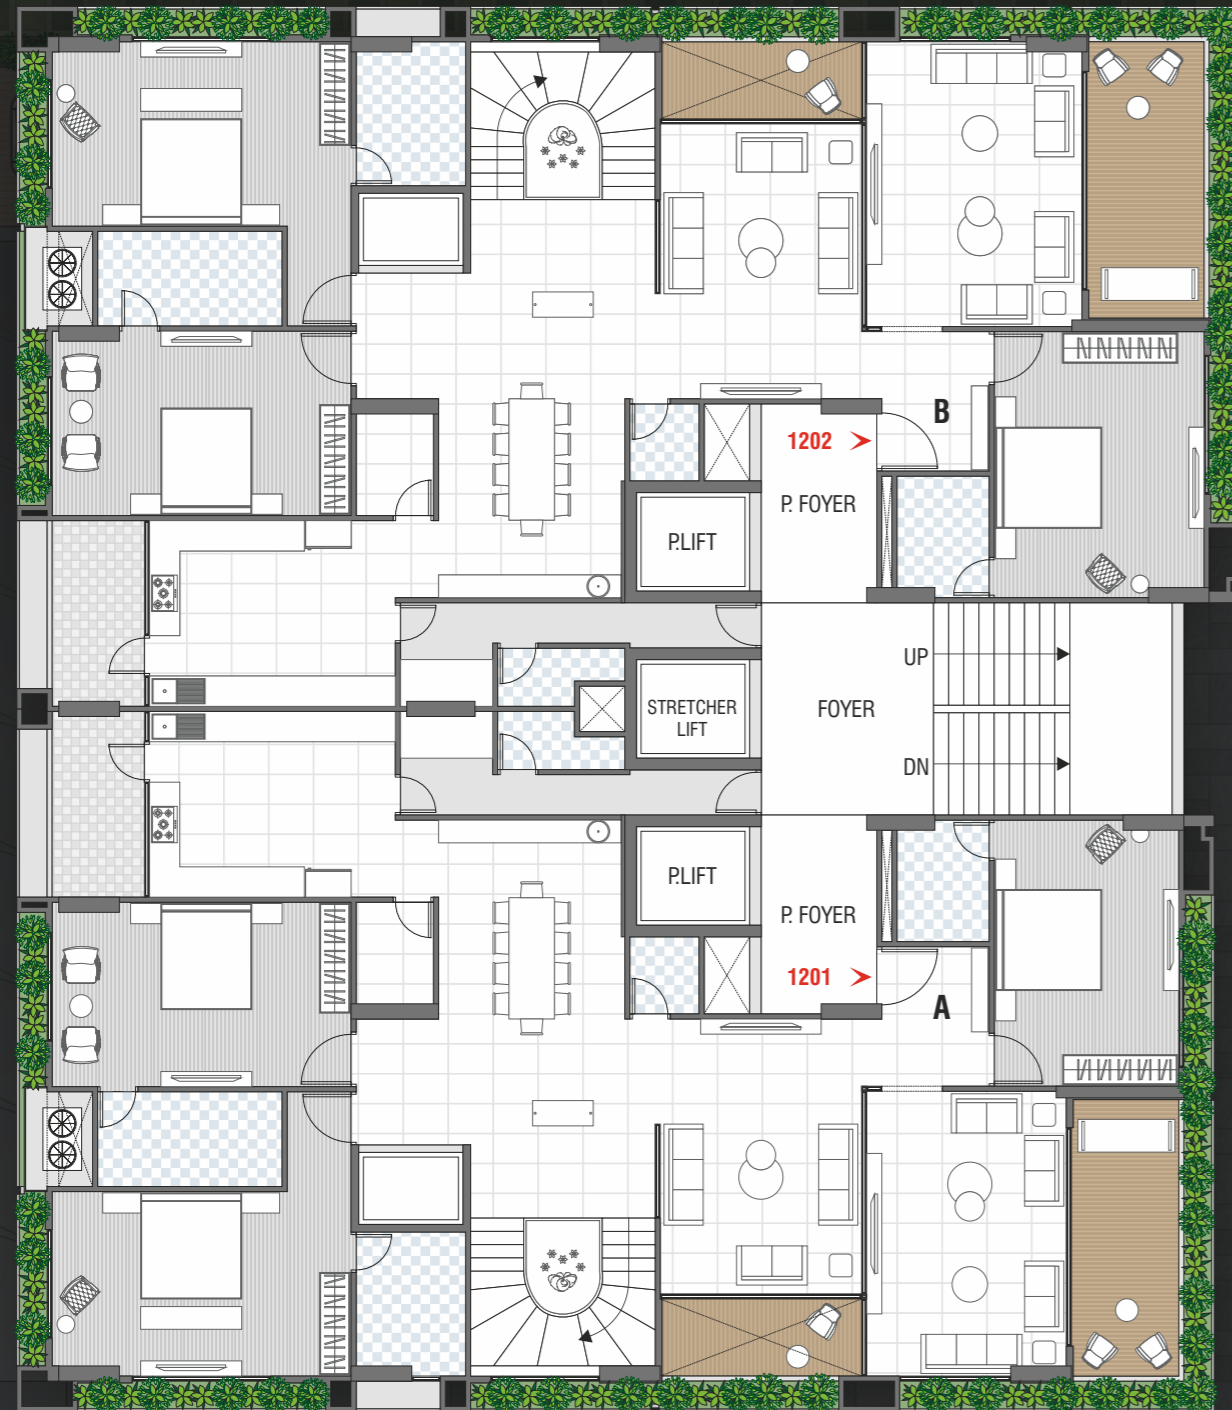 B
1202
P. FOYER
P.LIFT
UP
STRETCHER
LIFT
FOYER
DN
P.LIFT
P. FOYER
1201
A